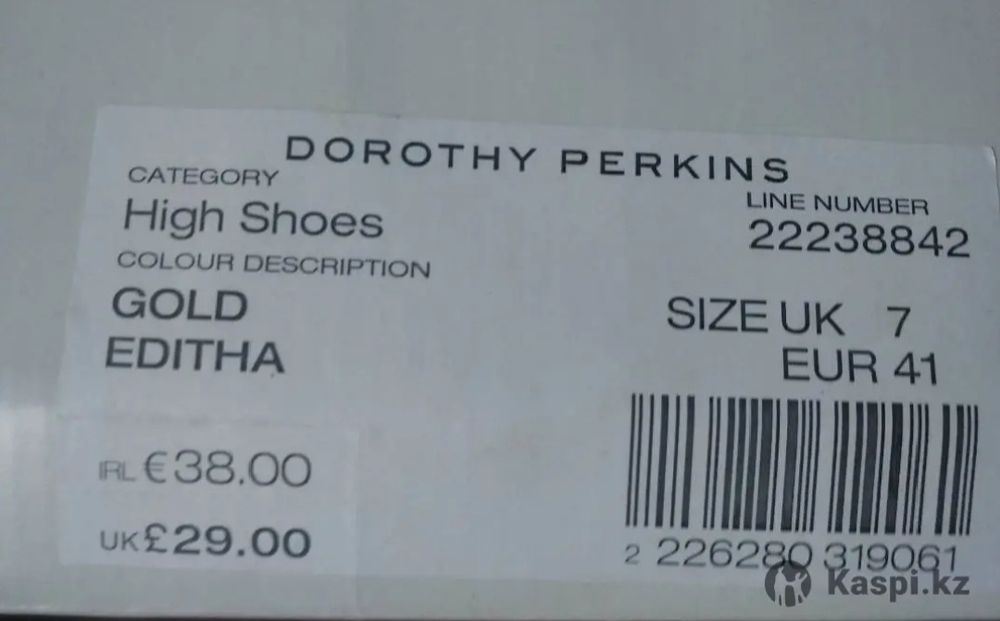 DOROTHY PERKINS
CATEGORY
High Shoes
COLOUR DESCRIPTION
GOLD
EDITHA
LINE NUMBER
22238842
SIZE UK 7
EUR 41
IRL €38.00
UK £29.00
2 226280 319061
Kaspi.kz